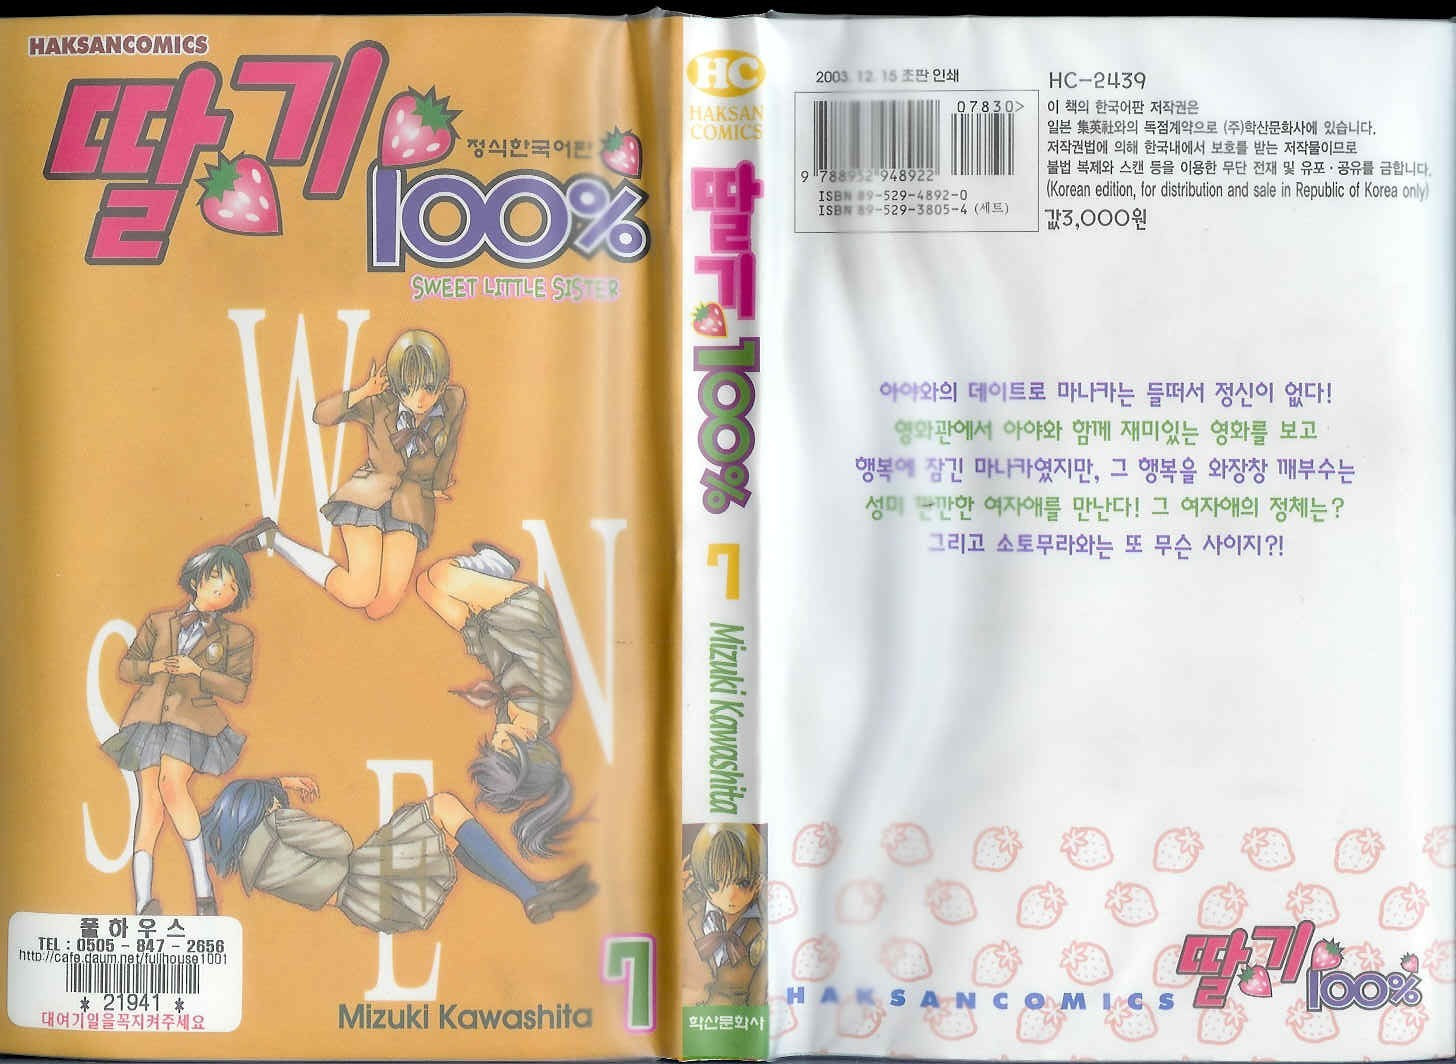 HAKSANCOMICS
딸기
정식한국어판
100%
SWEET LITTLE SISTER
W
N
S
E
풀하우스
TEL : 0505 - 847 - 2656
http://cafe.daum.net/fullhouse1001
* 21941 *
대여기일을꼭지켜주세요
7
Mizuki Kawashita
HC
HAKSAN
COMICS
딸기
100%
7
Mizuki Kawashita
학산문화사
2003. 12. 15 초판 인쇄
07830>
9 788952 948922
ISBN 89-529-4892-0
ISBN 89-529-3805-4 (세트)
HC-2439
이 책의 한국어판 저작권은
일본 集英社와의 독점계약으로 (주)학산문화사에 있습니다.
저작권법에 의해 한국내에서 보호를 받는 저작물이므로
불법 복제와 스캔 등을 이용한 무단 전재 및 유포·공유를 금합니다.
(Korean edition, for distribution and sale in Republic of Korea only)
값3,000원
아야와의 데이트로 마나카는 들떠서 정신이 없다!
영화관에서 아야와 함께 재미있는 영화를 보고
행복에 잠긴 마나카였지만, 그 행복을 와장창 깨부수는
성미 깐깐한 여자애를 만난다! 그 여자애의 정체는?
그리고 소토무라와는 또 무슨 사이지?!
딸기
100%
HAKSANCOMICS